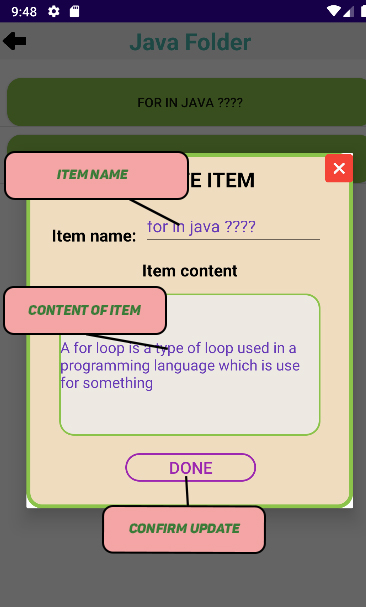 9:48
Java Folder
FOR IN JAVA ????
ITEM NAME
E ITEM
Item name:
for in java ????
Item content
CONTENT OF ITEM
A for loop is a type of loop used in a
programming language which is use
for something
DONE
CONFIRM UPDATE